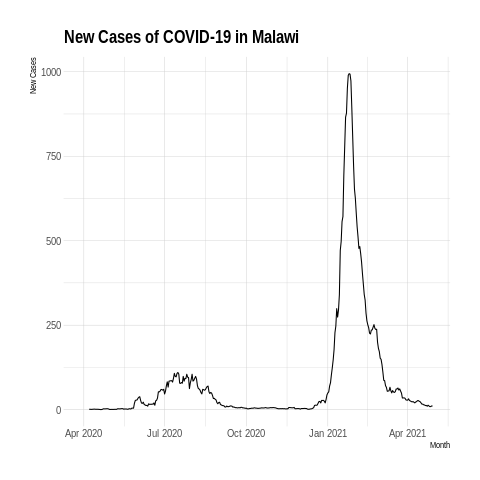 New Cases of COVID-19 in Malawi
New Cases
1000
750
500
250
0
Apr 2020 Jul 2020 Oct 2020 Jan 2021 Apr 2021
Month